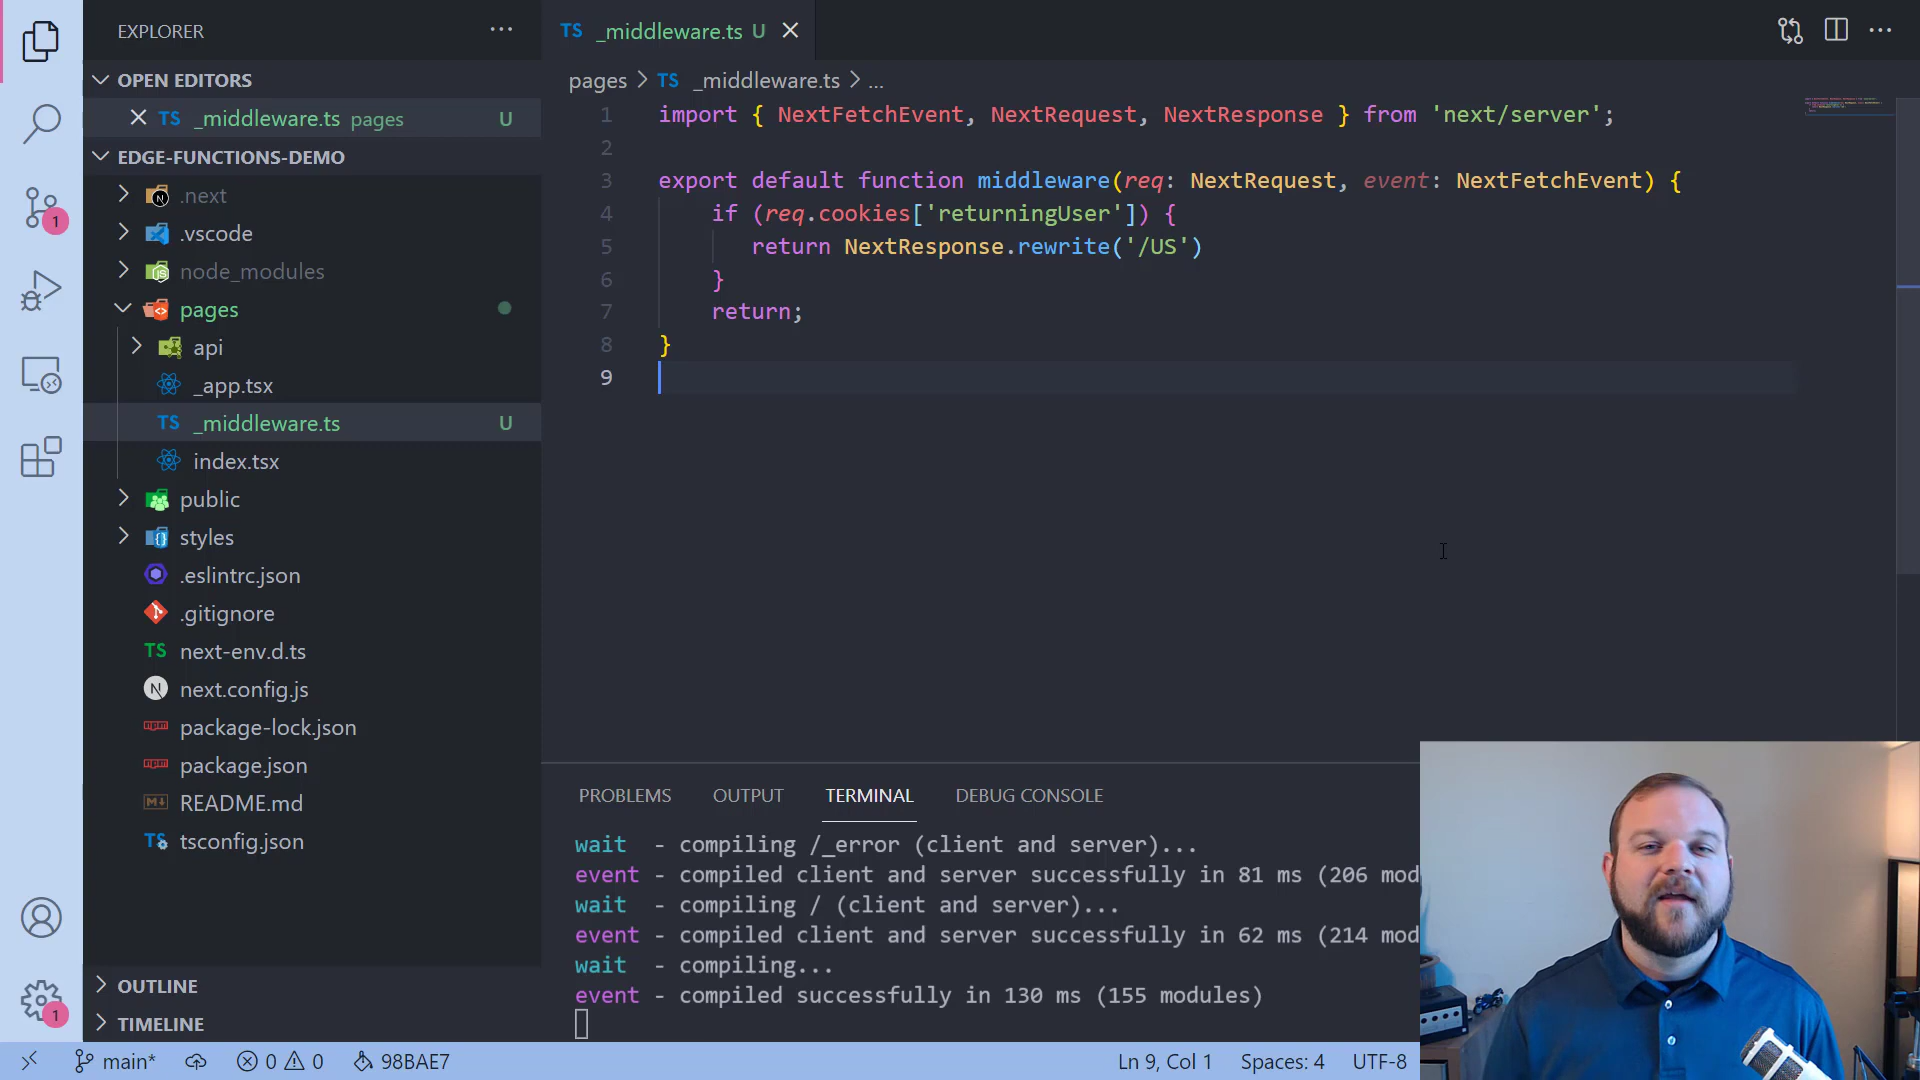 EXPLORER
OPEN EDITORS
TS _middleware.ts pages U
EDGE-FUNCTIONS-DEMO
.next
.vscode
node_modules
pages
api
_app.tsx
TS _middleware.ts U
index.tsx
public
styles
.eslintrc.json
.gitignore
TS next-env.d.ts
N next.config.js
package-lock.json
package.json
README.md
TS tsconfig.json
OUTLINE
TIMELINE
1
1
TS _middleware.ts U
pages > TS _middleware.ts > ...
1 import { NextFetchEvent, NextRequest, NextResponse } from 'next/server';
2
3 export default function middleware(req: NextRequest, event: NextFetchEvent) {
4 if (req.cookies['returningUser']) {
5 return NextResponse.rewrite('/US')
6 }
7 return;
8 }
9
PROBLEMS OUTPUT TERMINAL DEBUG CONSOLE
wait - compiling /_error (client and server)...
event - compiled client and server successfully in 81 ms (206 mod
wait - compiling / (client and server)...
event - compiled client and server successfully in 62 ms (214 mod
wait - compiling...
event - compiled successfully in 130 ms (155 modules)
main* 0 0 98BAE7 Ln 9, Col 1 Spaces: 4 UTF-8